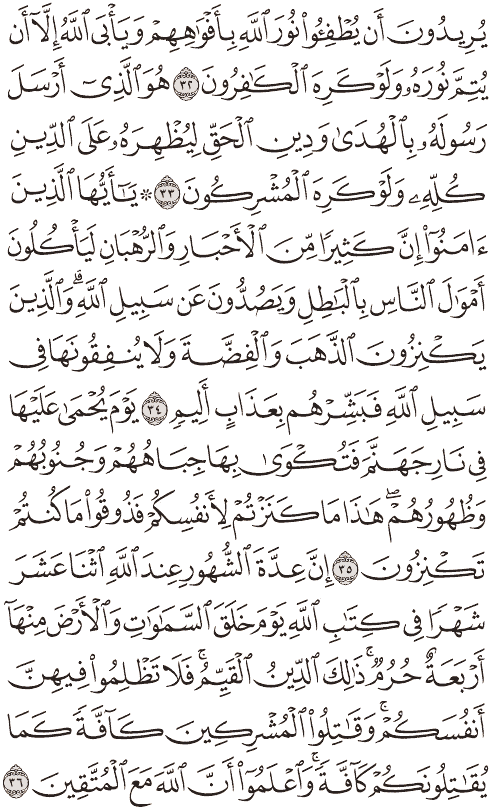 يُرِيدُونَ أَن يُطْفِـُٔوا۟ نُورَ ٱللَّهِ بِأَفْوَٰهِهِمْ وَيَأْبَى ٱللَّهُ إِلَّآ أَن
يُتِمَّ نُورَهُۥ وَلَوْ كَرِهَ ٱلْكَـٰفِرُونَ ٣٢ هُوَ ٱلَّذِىٓ أَرْسَلَ
رَسُولَهُۥ بِٱلْهُدَىٰ وَدِينِ ٱلْحَقِّ لِيُظْهِرَهُۥ عَلَى ٱلدِّينِ
كُلِّهِۦ وَلَوْ كَرِهَ ٱلْمُشْرِكُونَ ٣٣ ۞ يَـٰٓأَيُّهَا ٱلَّذِينَ
ءَامَنُوٓا۟ إِنَّ كَثِيرًا مِّنَ ٱلْأَحْبَارِ وَٱلرُّهْبَانِ لَيَأْكُلُونَ
أَمْوَٰلَ ٱلنَّاسِ بِٱلْبَـٰطِلِ وَيَصُدُّونَ عَن سَبِيلِ ٱللَّهِ ۗ وَٱلَّذِينَ
يَكْنِزُونَ ٱلذَّهَبَ وَٱلْفِضَّةَ وَلَا يُنفِقُونَهَا فِى
سَبِيلِ ٱللَّهِ فَبَشِّرْهُم بِعَذَابٍ أَلِيمٍ ٣٤ يَوْمَ يُحْمَىٰ عَلَيْهَا
فِى نَارِ جَهَنَّمَ فَتُكْوَىٰ بِهَا جِبَاهُهُمْ وَجُنُوبُهُمْ
وَظُهُورُهُمْ ۖ هَـٰذَا مَا كَنَزْتُمْ لِأَنفُسِكُمْ فَذُوقُوا۟ مَا كُنتُمْ
تَكْنِزُونَ ٣٥ إِنَّ عِدَّةَ ٱلشُّهُورِ عِندَ ٱللَّهِ ٱثْنَا عَشَرَ
شَهْرًا فِى كِتَـٰبِ ٱللَّهِ يَوْمَ خَلَقَ ٱلسَّمَـٰوَٰتِ وَٱلْأَرْضَ مِنْهَآ
أَرْبَعَةٌ حُرُمٌ ۚ ذَٰلِكَ ٱلدِّينُ ٱلْقَيِّمُ ۚ فَلَا تَظْلِمُوا۟ فِيهِنَّ
أَنفُسَكُمْ ۚ وَقَـٰتِلُوا۟ ٱلْمُشْرِكِينَ كَآفَّةً كَمَا
يُقَـٰتِلُونَكُمْ كَآفَّةً ۚ وَٱعْلَمُوٓا۟ أَنَّ ٱللَّهَ مَعَ ٱلْمُتَّقِينَ ٣٦